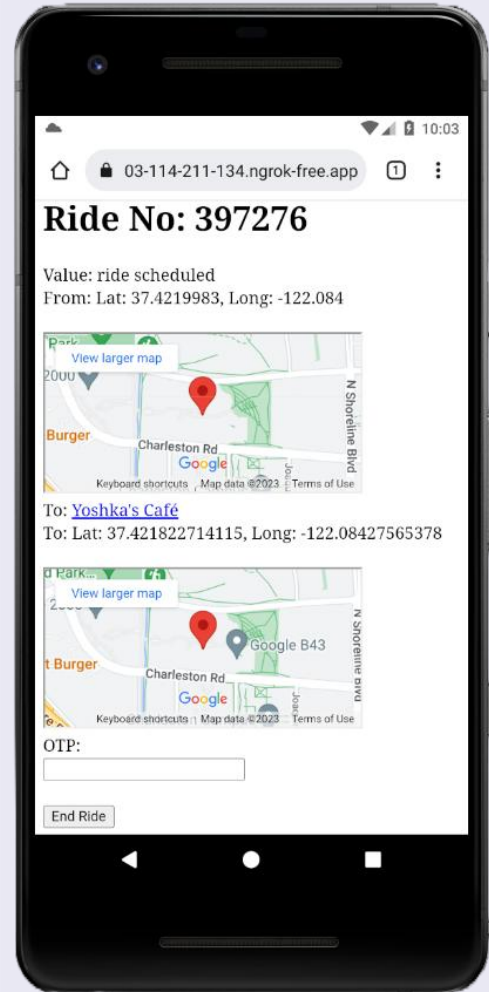 10:03
03-114-211-134.ngrok-free.app 1
Ride No: 397276
Value: ride scheduled
From: Lat: 37.4219983, Long: -122.084
Park
View larger map
2000
N Shoreline Blvd
Burger
Charleston Rd
Google
Keyboard shortcuts Map data ©2023 Terms of Use
To: Yoshka's Café
To: Lat: 37.421822714115, Long: -122.08427565378
d Park...
View larger map
Google B43
N Shoreline Blvd
t Burger
Charleston Rd
Google
Keyboard shortcuts Map data ©2023 Terms of Use
OTP:
End Ride